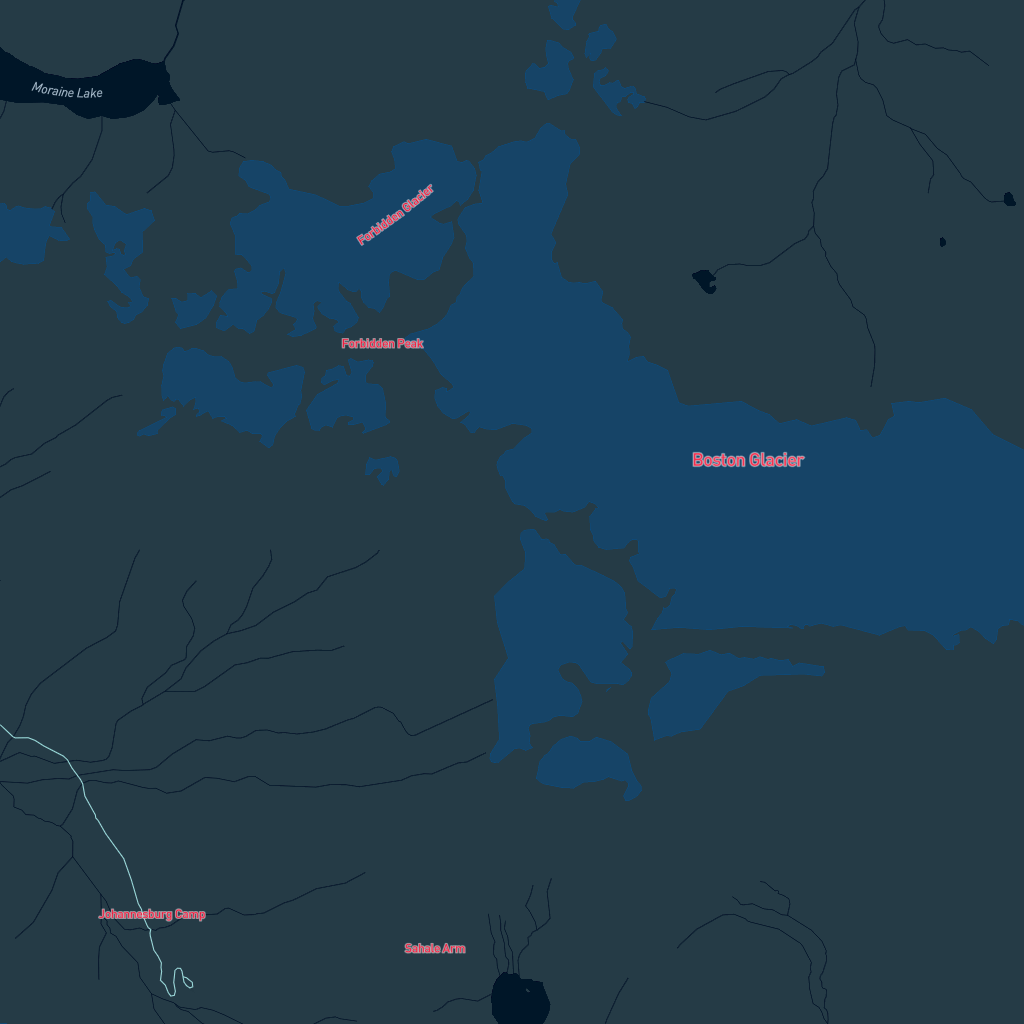 Moraine Lake
Forbidden Glacier
Forbidden Peak
Boston Glacier
Johannesburg Camp
Sahale Arm